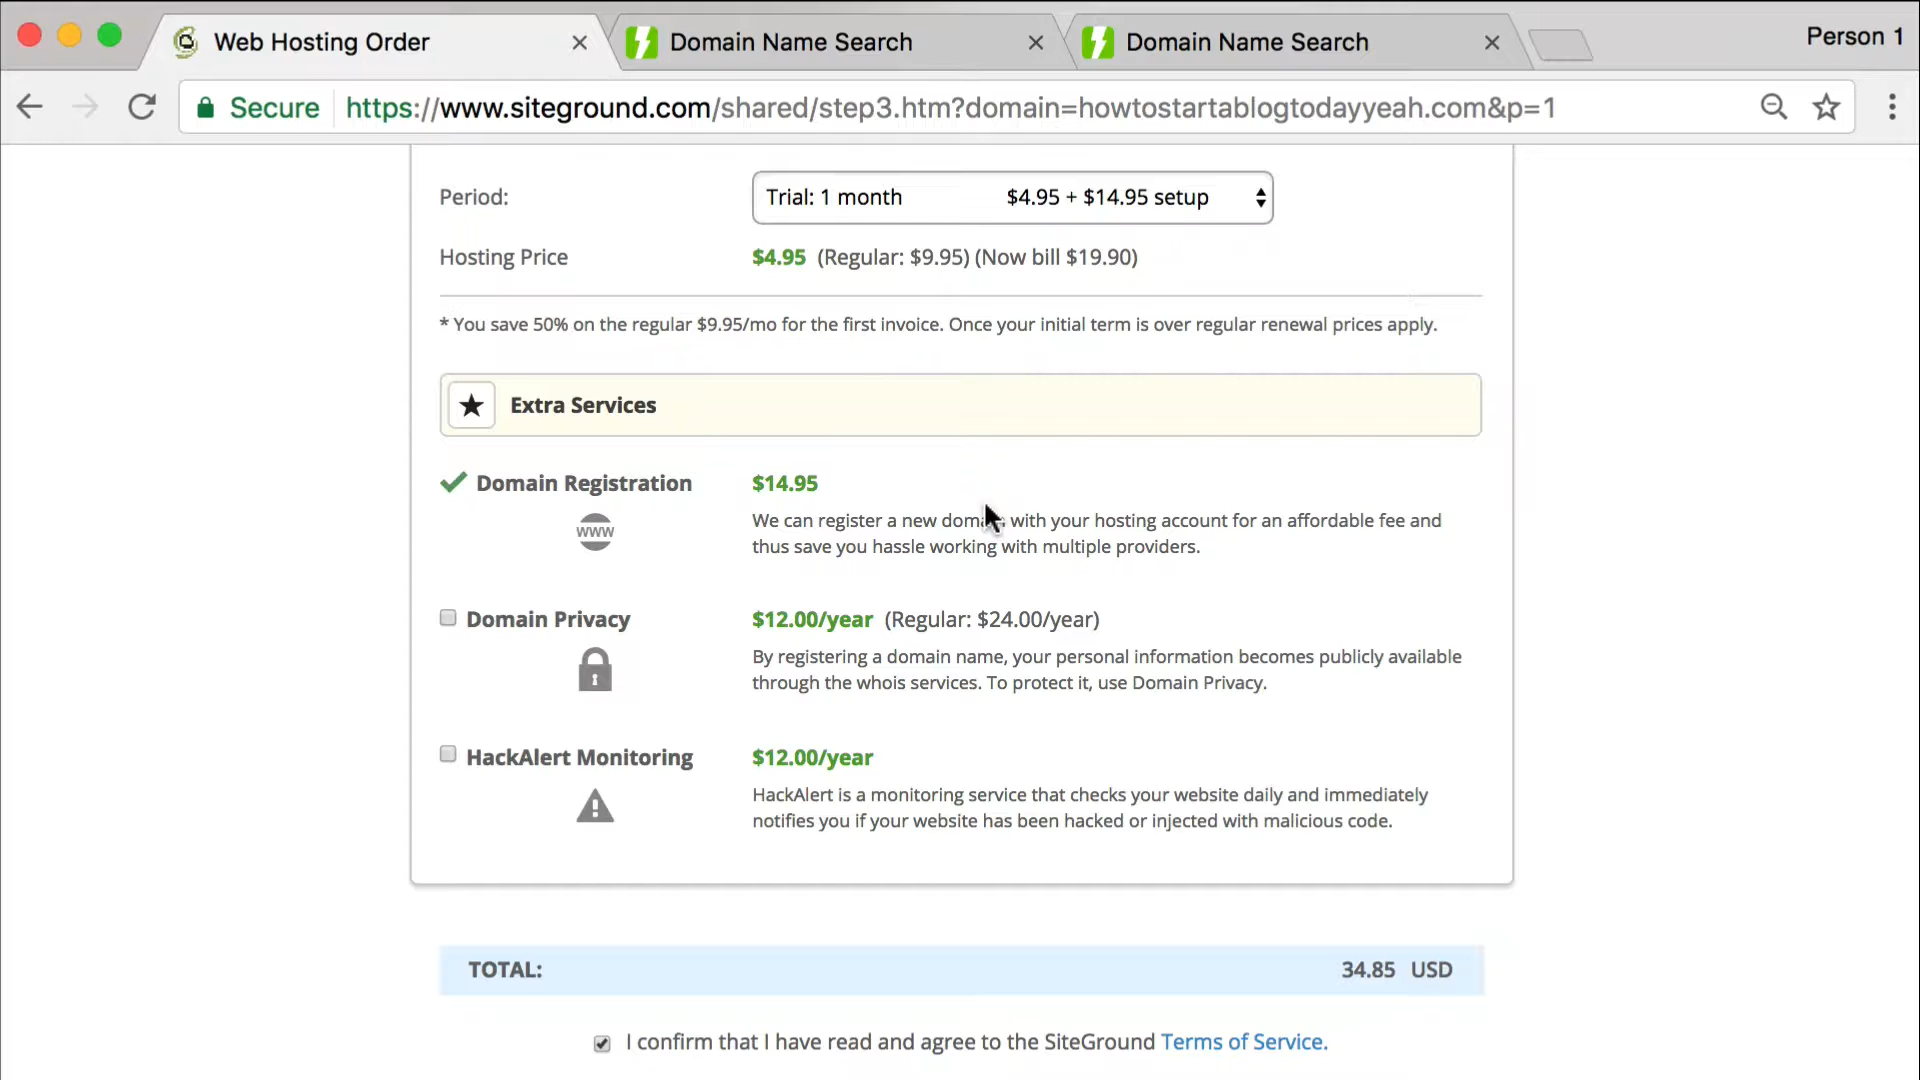 Web Hosting Order
Domain Name Search
Domain Name Search
Person 1
Secure https://www.siteground.com/shared/step3.htm?domain=howtostartablogtodayyeah.com&p=1
Period: Trial: 1 month $4.95 + $14.95 setup
Hosting Price $4.95 (Regular: $9.95) (Now bill $19.90)
* You save 50% on the regular $9.95/mo for the first invoice. Once your initial term is over regular renewal prices apply.
Extra Services
Domain Registration $14.95
www
We can register a new domain with your hosting account for an affordable fee and
thus save you hassle working with multiple providers.
Domain Privacy $12.00/year (Regular: $24.00/year)
By registering a domain name, your personal information becomes publicly available
through the whois services. To protect it, use Domain Privacy.
HackAlert Monitoring $12.00/year
HackAlert is a monitoring service that checks your website daily and immediately
notifies you if your website has been hacked or injected with malicious code.
TOTAL: 34.85 USD
I confirm that I have read and agree to the SiteGround Terms of Service.